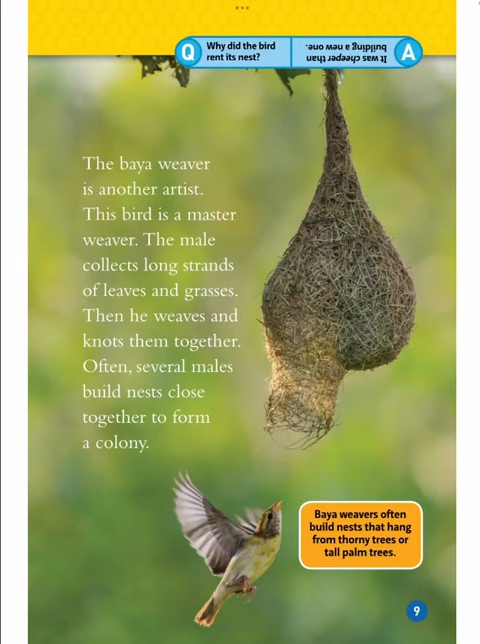 Q
Why did the bird
rent its nest?
It was cheeper than
building a new one.
A
The baya weaver
is another artist.
This bird is a master
weaver. The male
collects long strands
of leaves and grasses.
Then he weaves and
knots them together.
Often, several males
build nests close
together to form
a colony.
Baya weavers often
build nests that hang
from thorny trees or
tall palm trees.
9